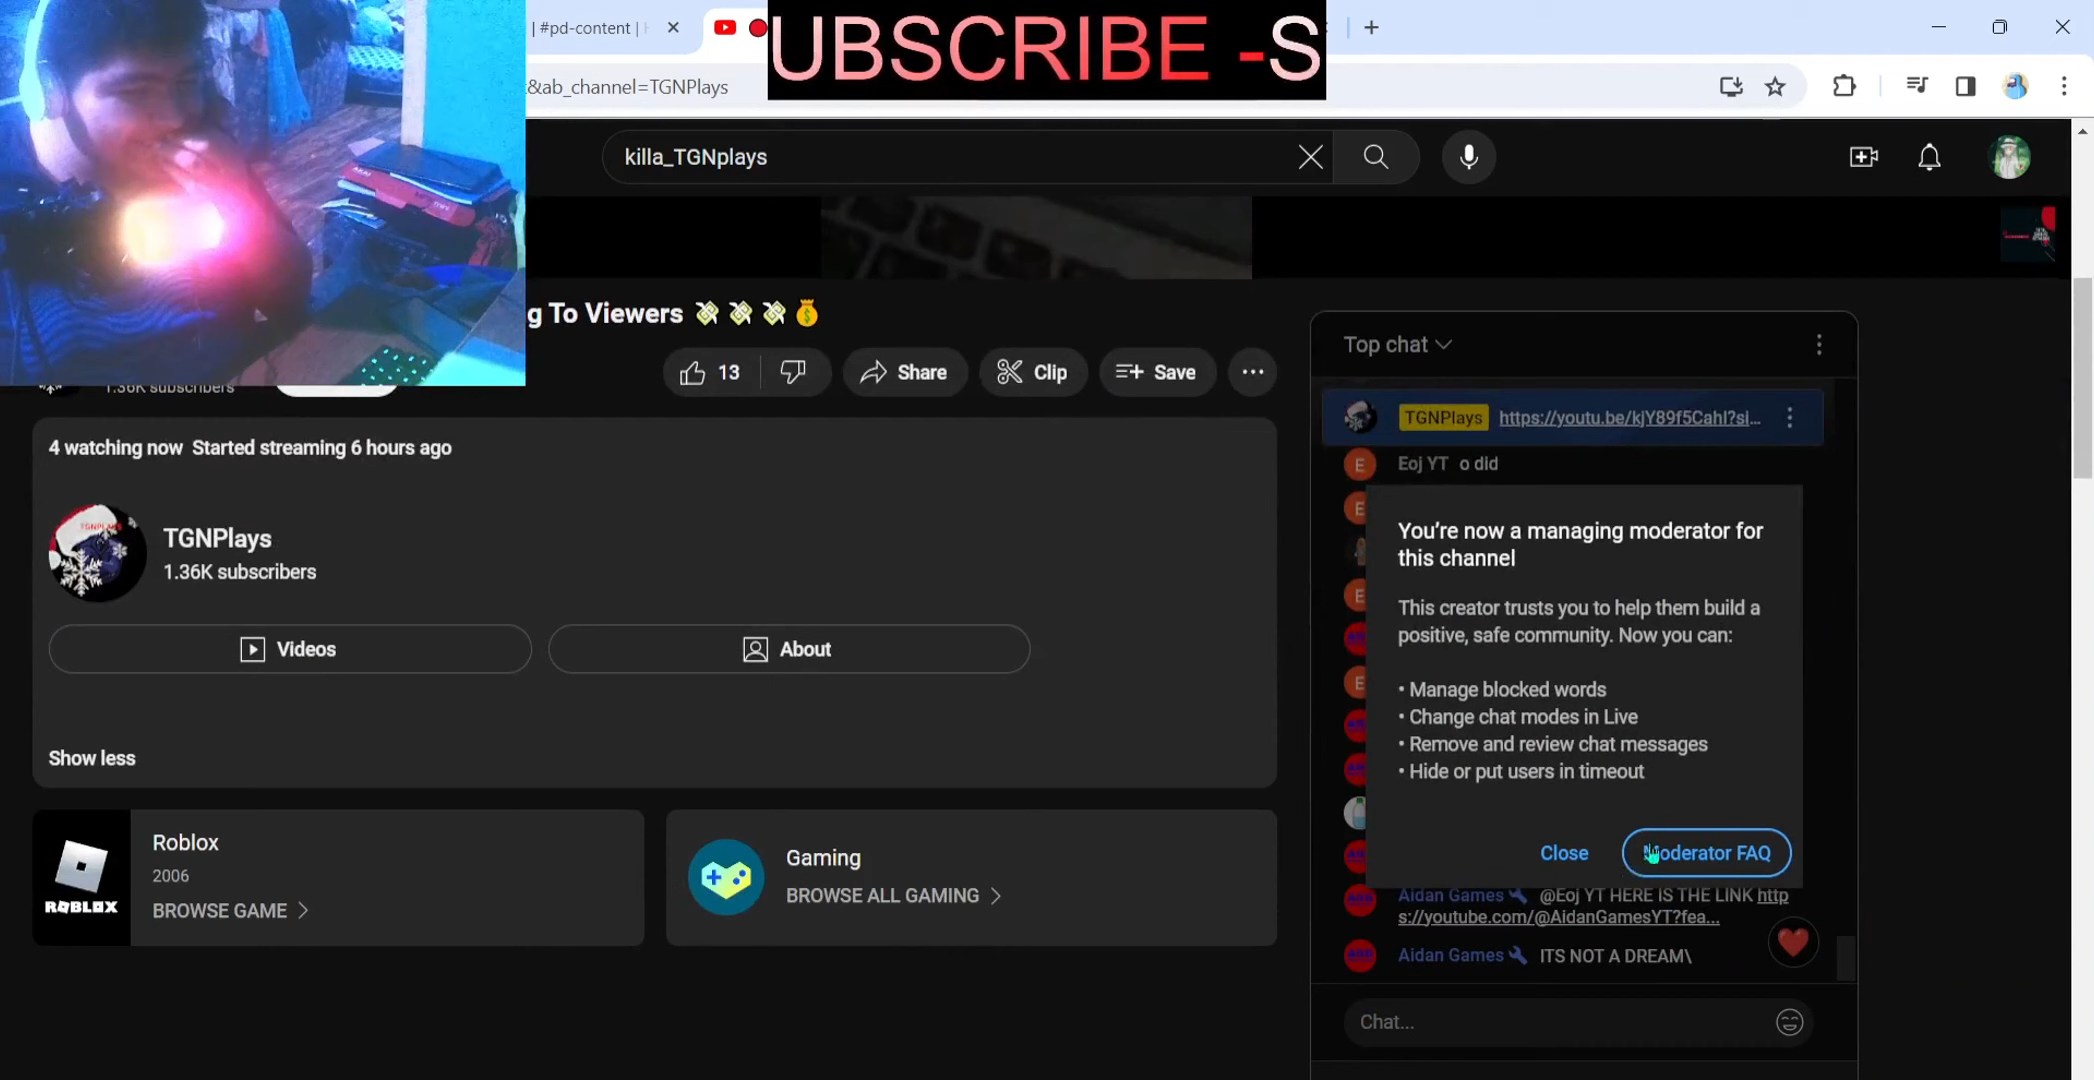 | #pd-content |
UBSCRIBE -S
&ab_channel=TGNPlays
killa_TGNplays
g To Viewers 💸 💸 💸 💰
1.36K subscribers
13
Share
Clip
Save
4 watching now Started streaming 6 hours ago
TGNPlays
1.36K subscribers
Videos
About
Show less
Roblox
2006
BROWSE GAME
ROBLOX
Gaming
BROWSE ALL GAMING
Top chat
TGNPlays https://youtu.be/kjY89f5CahI?si...
E Eoj YT o did
You're now a managing moderator for
this channel
This creator trusts you to help them build a
positive, safe community. Now you can:
• Manage blocked words
• Change chat modes in Live
• Remove and review chat messages
• Hide or put users in timeout
Close
Moderator FAQ
Aidan Games @Eoj YT HERE IS THE LINK http
s://youtube.com/@AidanGamesYT?fea...
Aidan Games ITS NOT A DREAM\
Chat...